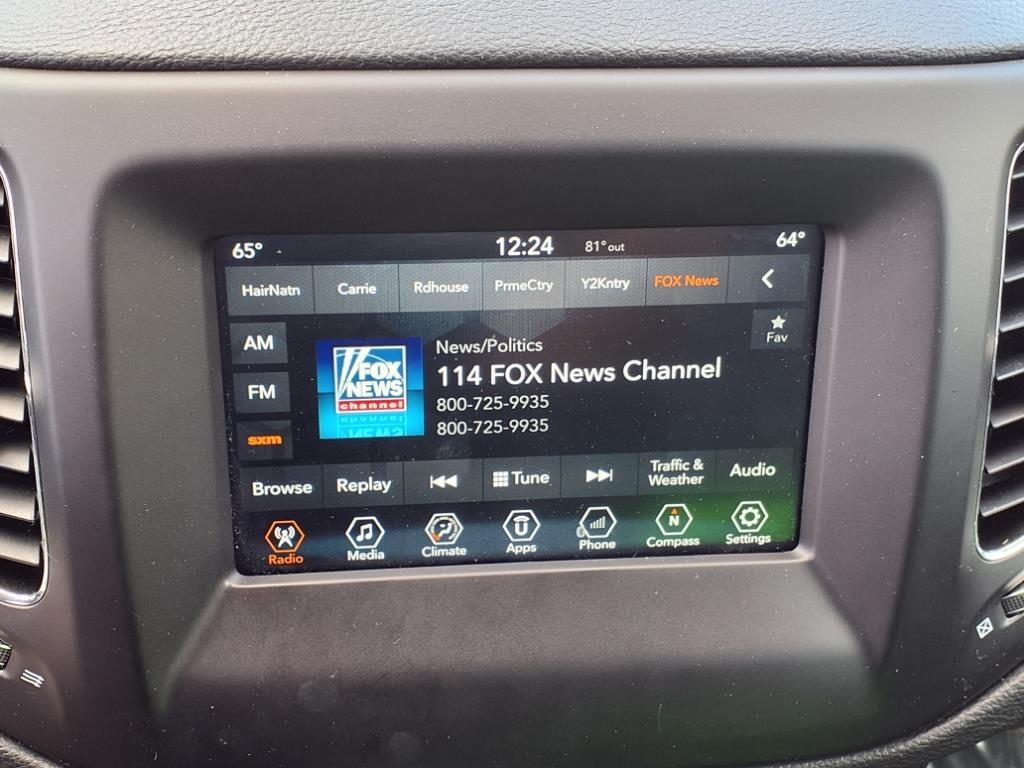 65° 12:24 81° out 64°
HairNatn Carrie Rdhouse PrmeCtry Y2Kntry FOX News
AM
FM
sxm
FOX
NEWS
channel
News/Politics
114 FOX News Channel
800-725-9935
800-725-9935
Fav
Browse Replay Tune Traffic & Weather Audio
Radio Media Climate Apps Phone Compass Settings
N